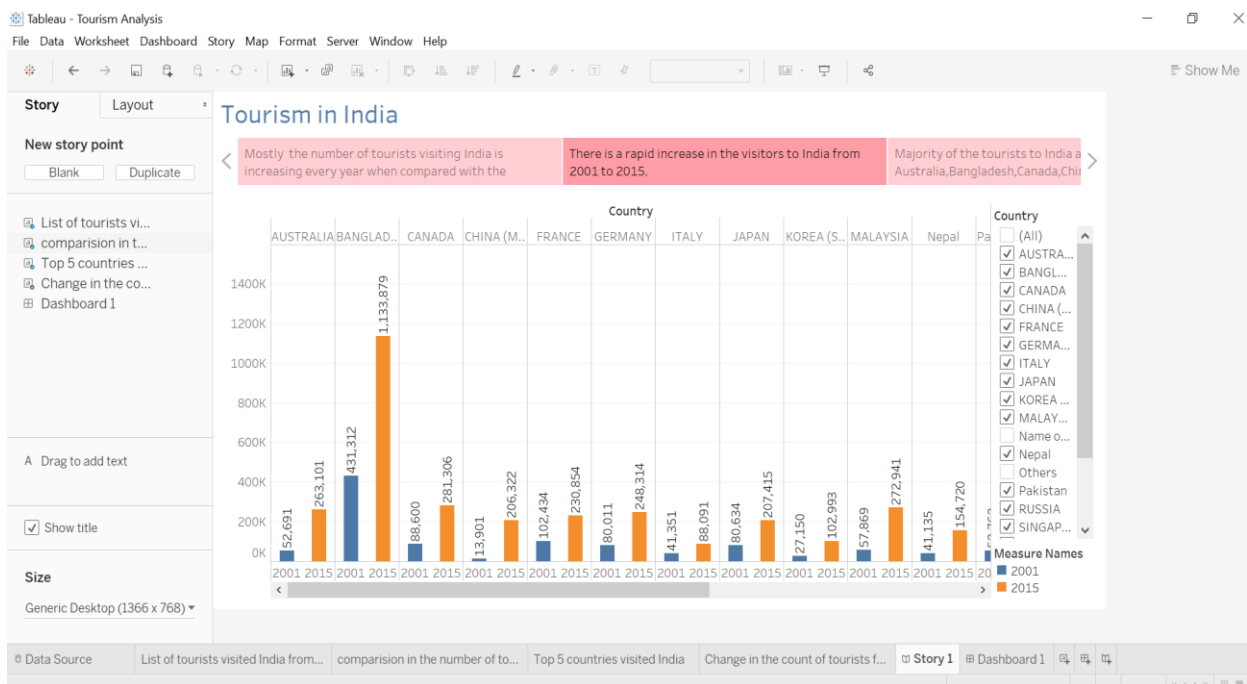 Tableau - Tourism Analysis
File Data Worksheet Dashboard Story Map Format Server Window Help
Show Me
Story Layout
New story point
Blank Duplicate
List of tourists vi...
comparision in t...
Top 5 countries ...
Change in the co...
Dashboard 1
A Drag to add text
Show title
Size
Generic Desktop (1366 x 768)
Tourism in India
Mostly the number of tourists visiting India is
increasing every year when compared with the
There is a rapid increase in the visitors to India from
2001 to 2015.
Majority of the tourists to India a
Australia,Bangladesh,Canada,Chi
Country
AUSTRALIA BANGLAD.. CANADA CHINA (M.. FRANCE GERMANY ITALY JAPAN KOREA (S.. MALAYSIA Nepal Pa
1400K
1200K
1000K
800K
600K
400K
200K
0K
52,691 263,101 431,312 1,133,879 88,600 281,306 13,901 206,322 102,434 230,854 80,011 248,314 41,351 88,091 80,634 207,415 27,150 102,993 57,869 272,941 41,135 154,720
2001 2015 2001 2015 2001 2015 2001 2015 2001 2015 2001 2015 2001 2015 2001 2015 2001 2015 2001 2015 2001 2015 20
Country
(All)
AUSTRA...
BANGL...
CANADA
CHINA (...
FRANCE
GERMA...
ITALY
JAPAN
KOREA ...
MALAY...
Name o...
Nepal
Others
Pakistan
RUSSIA
SINGAP...
Measure Names
2001
2015
Data Source List of tourists visited India from... comparision in the number of to... Top 5 countries visited India Change in the count of tourists f... Story 1 Dashboard 1